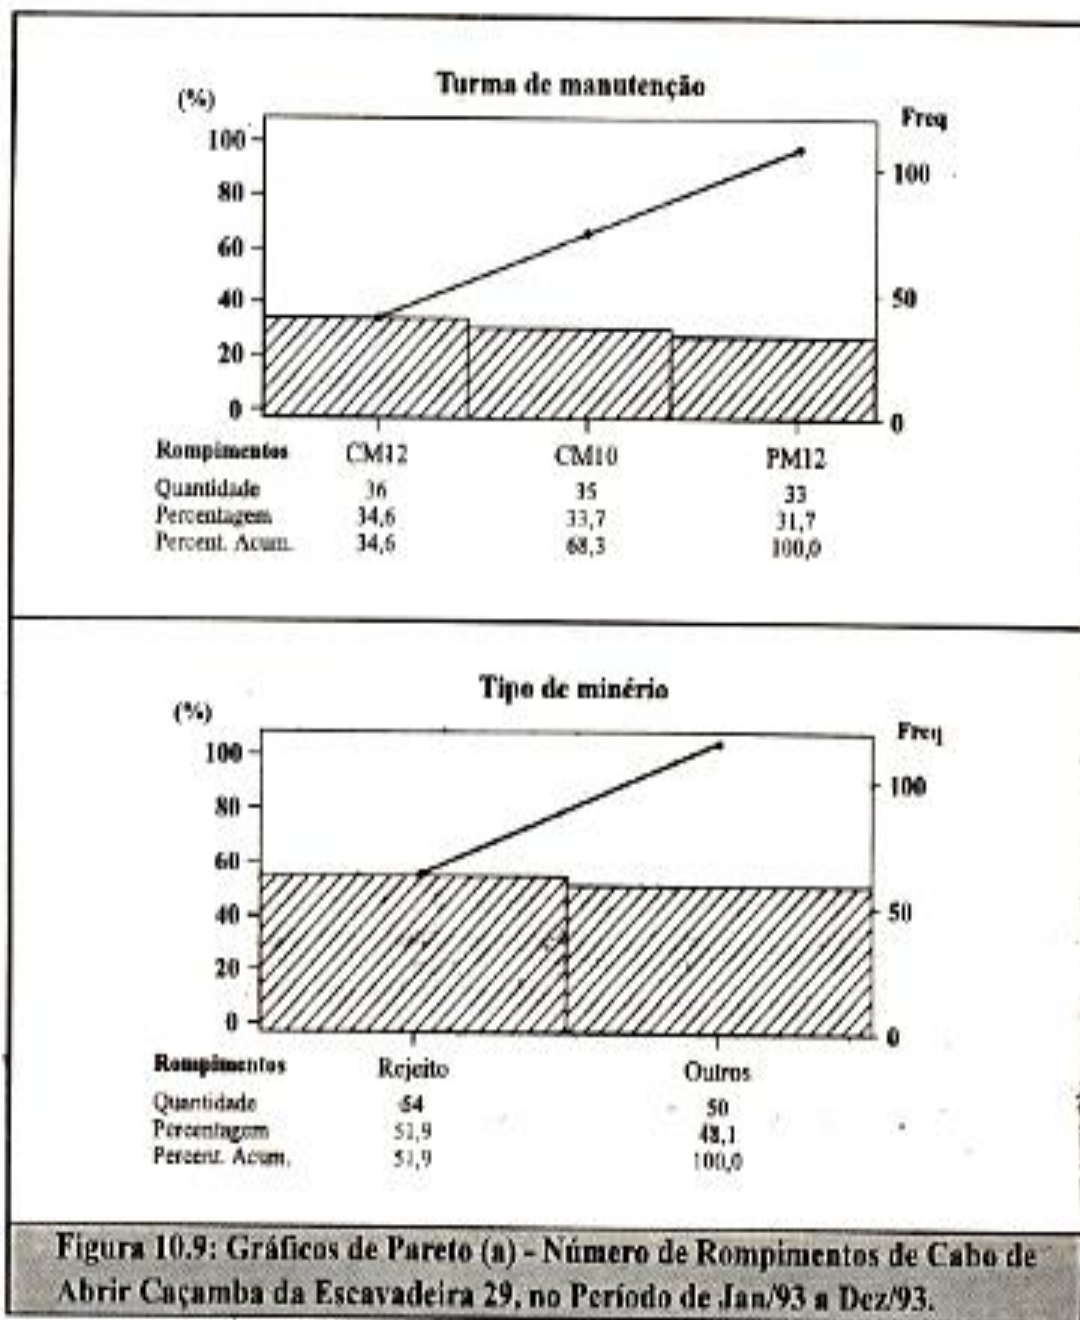 Turma de manutenção
(%) Freq
100
80
60
40
20
0
100
50
0
Rompimentos CM12 CM10 PM12
Quantidade 36 35 33
Percentagem 34,6 33,7 31,7
Percent. Acum. 34,6 68,3 100,0
Tipo de minério
(%) Freq
100
80
60
40
20
0
100
50
0
Rompimentos Rejeito Outros
Quantidade 54 50
Percentagem 51,9 48,1
Percent. Acum. 51,9 100,0
Figura 10.9: Gráficos de Pareto (a) - Número de Rompimentos de Cabo de
Abrir Caçamba da Escavadeira 29, no Período de Jan/93 a Dez/93.